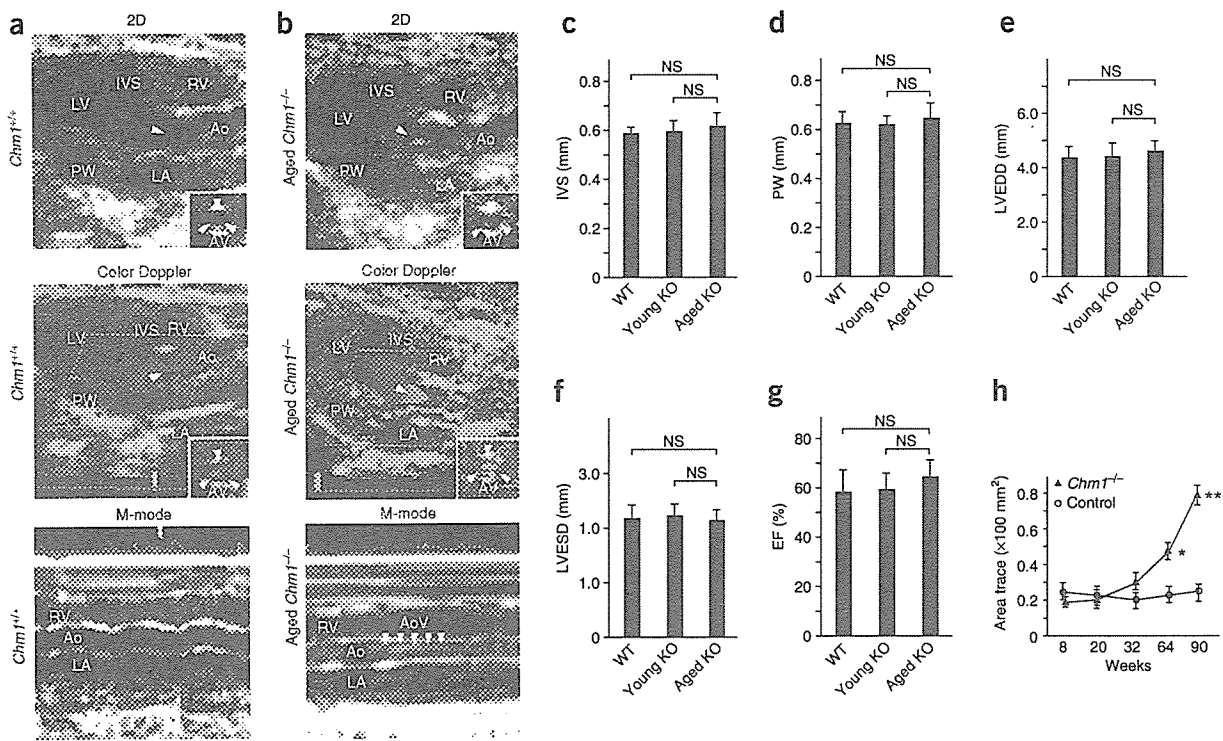 a
2D
Chm1+/+
IVS
RV
LV
Ao
PW
LA
AV
Color Doppler
Chm1+/+
LV
IVS
RV
Ao
PW
LA
AV
M-mode
Chm1+/+
RV
Ao
LA
b
2D
Aged Chm1−/−
IVS
RV
LV
Ao
PW
LA
AV
Color Doppler
Aged Chm1−/−
LV
IVS
RV
PW
LA
AV
M-mode
Aged Chm1−/−
RV
AoV
Ao
LA
c
IVS (mm)
0.8
0.6
0.4
0.2
0
NS
NS
WT
Young KO
Aged KO
d
PW (mm)
0.8
0.6
0.4
0.2
0
NS
NS
WT
Young KO
Aged KO
e
LVEDD (mm)
6.0
4.0
2.0
0
NS
NS
WT
Young KO
Aged KO
f
LVESD (mm)
3.0
1.0
1.0
0
NS
NS
WT
Young KO
Aged KO
g
EF (%)
80
60
40
20
0
NS
NS
WT
Young KO
Aged KO
h
Chm1−/−
Control
Area trace (×100 mm²)
0.8
0.6
0.4
0.2
0
**
*
8 20 32 64 90
Weeks